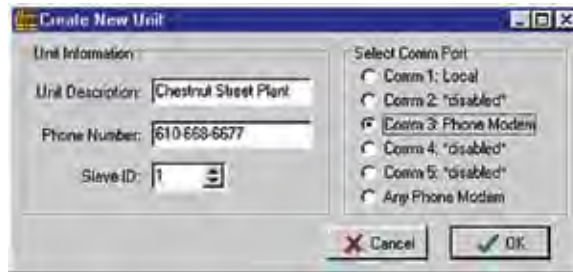 Create New Unit
Unit Information
Unit Description: Chestnut Street Plant
Phone Number: 610-668-6677
Slave ID: 1
Select Comm Port
Comm 1: Local
Comm 2: *disabled*
Comm 3: Phone Modem
Comm 4: *disabled*
Comm 5: *disabled*
Any Phone Modem
Cancel
OK